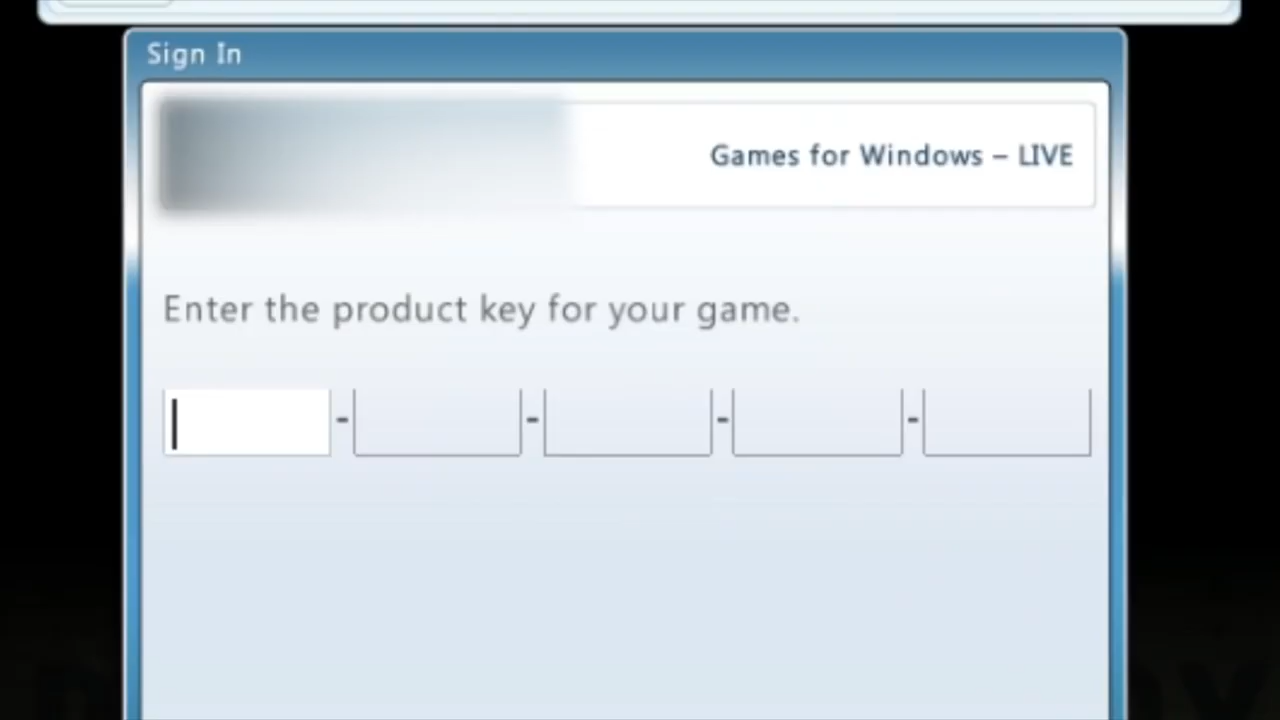 Sign In
Games for Windows – LIVE
Enter the product key for your game.
- - - -